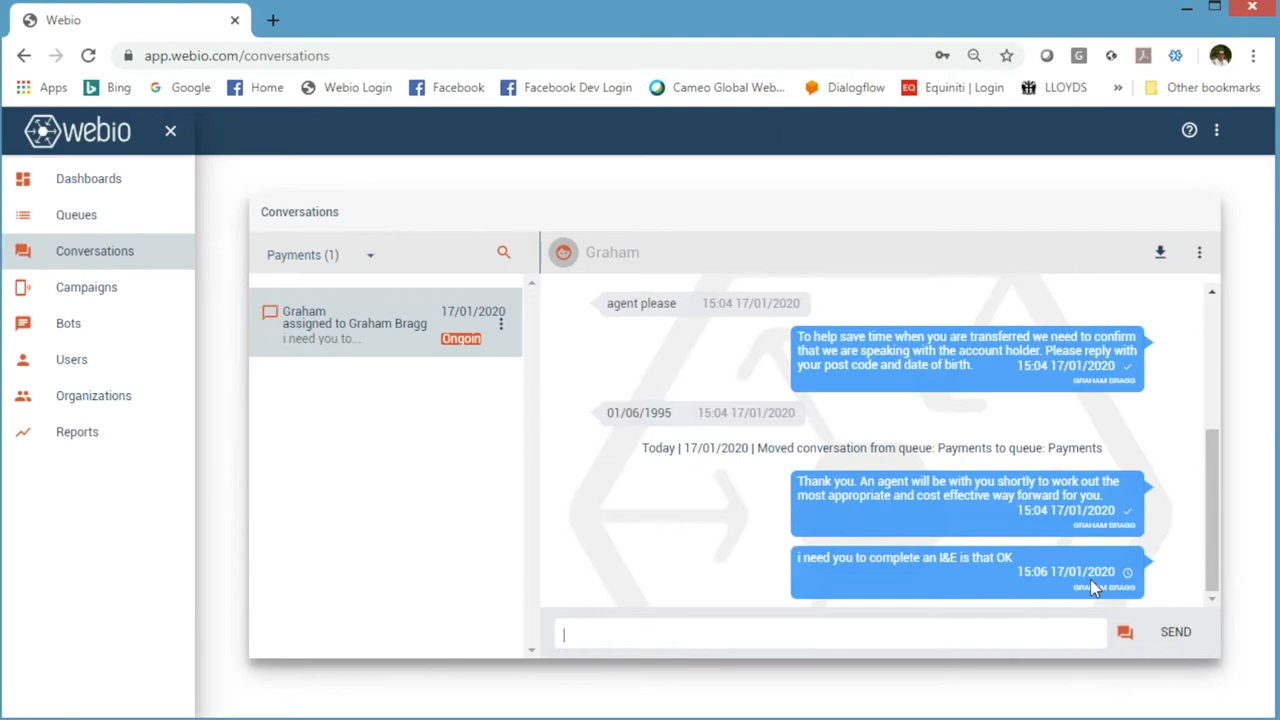 Webio
app.webio.com/conversations
Apps Bing Google Home Webio Login Facebook Facebook Dev Login Cameo Global Web... Dialogflow EQ Equiniti | Login LLOYDS » Other bookmarks
webio
Dashboards
Queues
Conversations
Campaigns
Bots
Users
Organizations
Reports
Conversations
Payments (1)
Graham 17/01/2020
assigned to Graham Bragg
i need you to... Ongoin
Graham
agent please 15:04 17/01/2020
To help save time when you are transferred we need to confirm
that we are speaking with the account holder. Please reply with
your post code and date of birth. 15:04 17/01/2020
GRAHAM BRAGG
01/06/1995 15:04 17/01/2020
Today | 17/01/2020 | Moved conversation from queue: Payments to queue: Payments
Thank you. An agent will be with you shortly to work out the
most appropriate and cost effective way forward for you.
15:04 17/01/2020
GRAHAM BRAGG
i need you to complete an I&E is that OK
15:06 17/01/2020
GRAHAM BRAGG
SEND